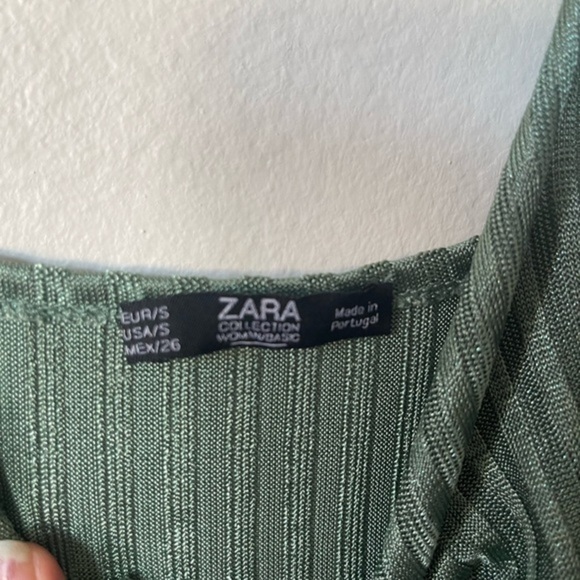 EUR/S
USA/S
MEX/26
ZARA
COLLECTION
WOMAN/BASIC
Made in
Portugal